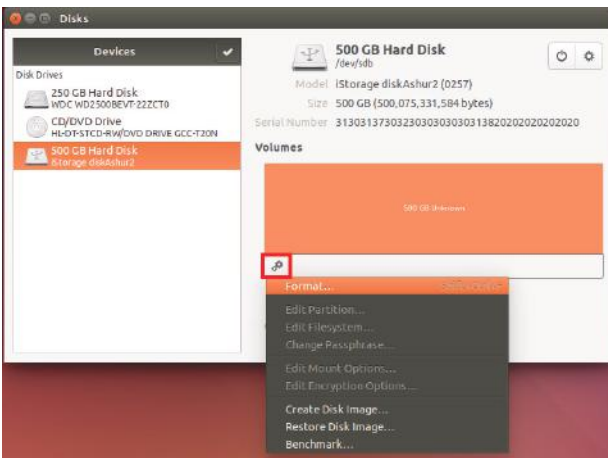 Disks
Devices
Disk Drives
250 GB Hard Disk
WDC WD2500BEVT-22ZCT0
CD/DVD Drive
HL-DT-STCD-RW/DVD DRIVE GCC-T20N
500 GB Hard Disk
iStorage diskAshur2
500 GB Hard Disk
/dev/sdb
Model iStorage diskAshur2 (0257)
Size 500 GB (500,075,331,584 bytes)
Serial Number
Volumes
500 GB Unknown
Format...
Edit Partition...
Edit Filesystem...
Change Passphrase...
Edit Mount Options...
Edit Encryption Options...
Create Disk Image...
Restore Disk Image...
Benchmark...